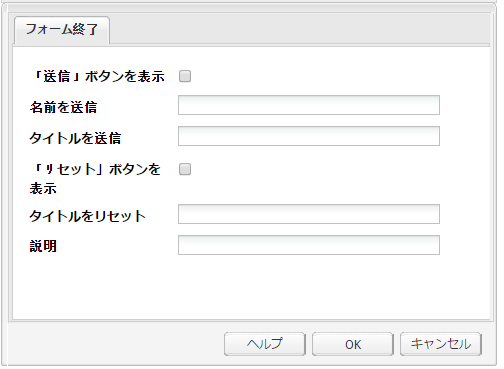 フォーム終了
「送信」ボタンを表示
名前を送信
タイトルを送信
「リセット」ボタンを
表示
タイトルをリセット
説明
ヘルプ OK キャンセル